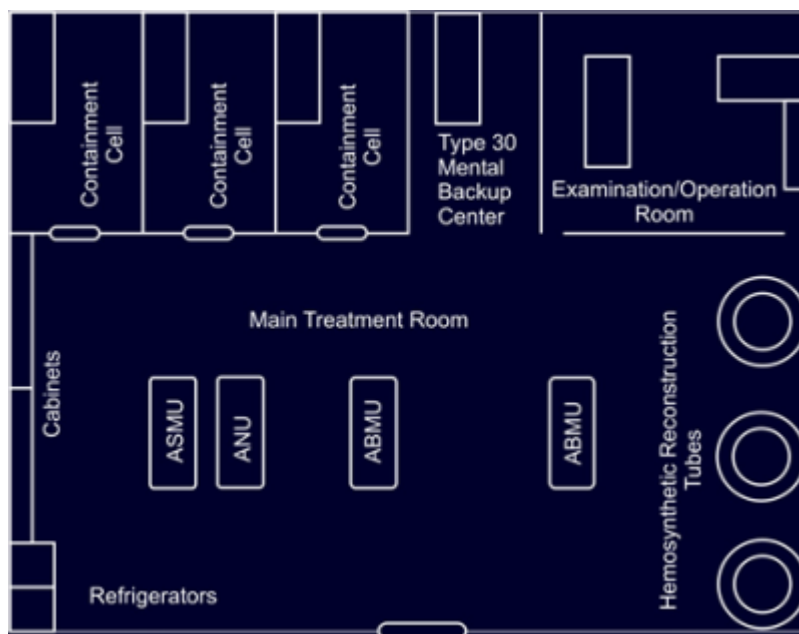 Containment
Cell
Containment
Cell
Containment
Cell
Type 30
Mental
Backup
Center
Examination/Operation
Room
Main Treatment Room
Cabinets
ASMU
ANU
ABMU
ABMU
Hemosynthetic Reconstruction
Tubes
Refrigerators